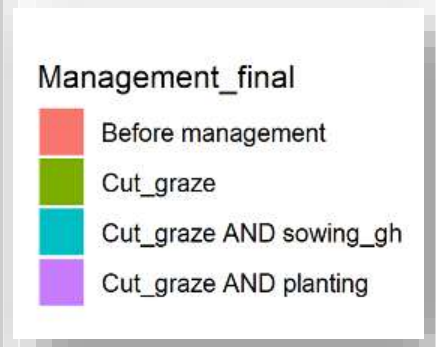 Management_final
Before management
Cut_graze
Cut_graze AND sowing_gh
Cut_graze AND planting